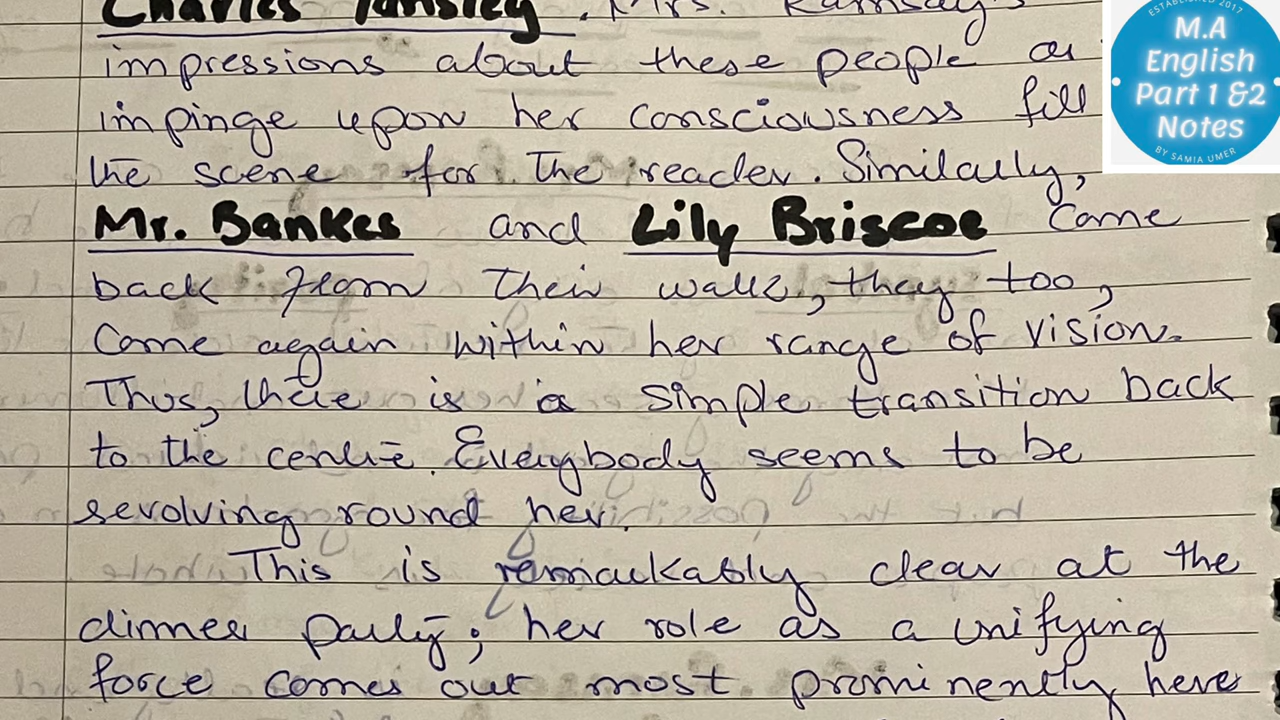 Charles Tansley. Mrs. Ramsay's
impressions about these people as
impinge upon her consciousness fill
the scene for the reader. Similarly,
Mr. Bankes and Lily Briscoe come
back from their walk, they too,
Come again within her range of vision.
Thus, there is a simple transition back
to the centre. Everybody seems to be
revolving round her.
This is remarkably clear at the
dinner party; her role as a unifying
force comes out most prominently here
ESTABLISHED 2017
M.A
English
Part 1 &2
Notes
BY SAMIA UMER